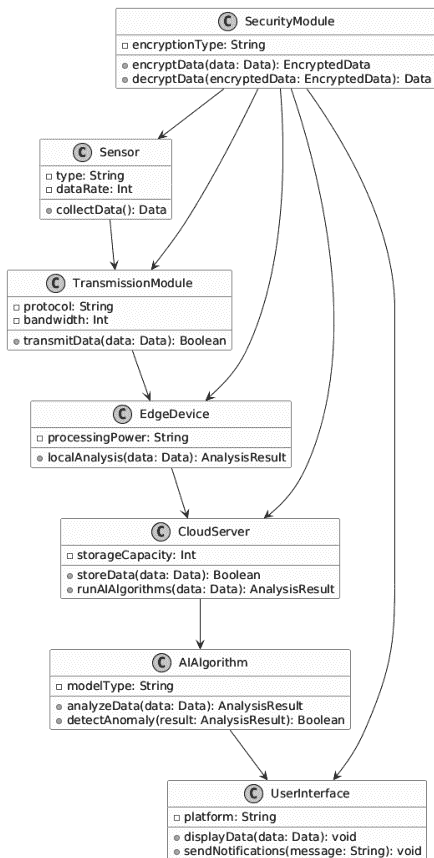 C SecurityModule
encryptionType: String
encryptData(data: Data): EncryptedData
decryptData(encryptedData: EncryptedData): Data
C Sensor
type: String
dataRate: Int
collectData(): Data
C TransmissionModule
protocol: String
bandwidth: Int
transmitData(data: Data): Boolean
C EdgeDevice
processingPower: String
localAnalysis(data: Data): AnalysisResult
C CloudServer
storageCapacity: Int
storeData(data: Data): Boolean
runAIAlgorithms(data: Data): AnalysisResult
C AIAlgorithm
modelType: String
analyzeData(data: Data): AnalysisResult
detectAnomaly(result: AnalysisResult): Boolean
C UserInterface
platform: String
displayData(data: Data): void
sendNotifications(message: String): void